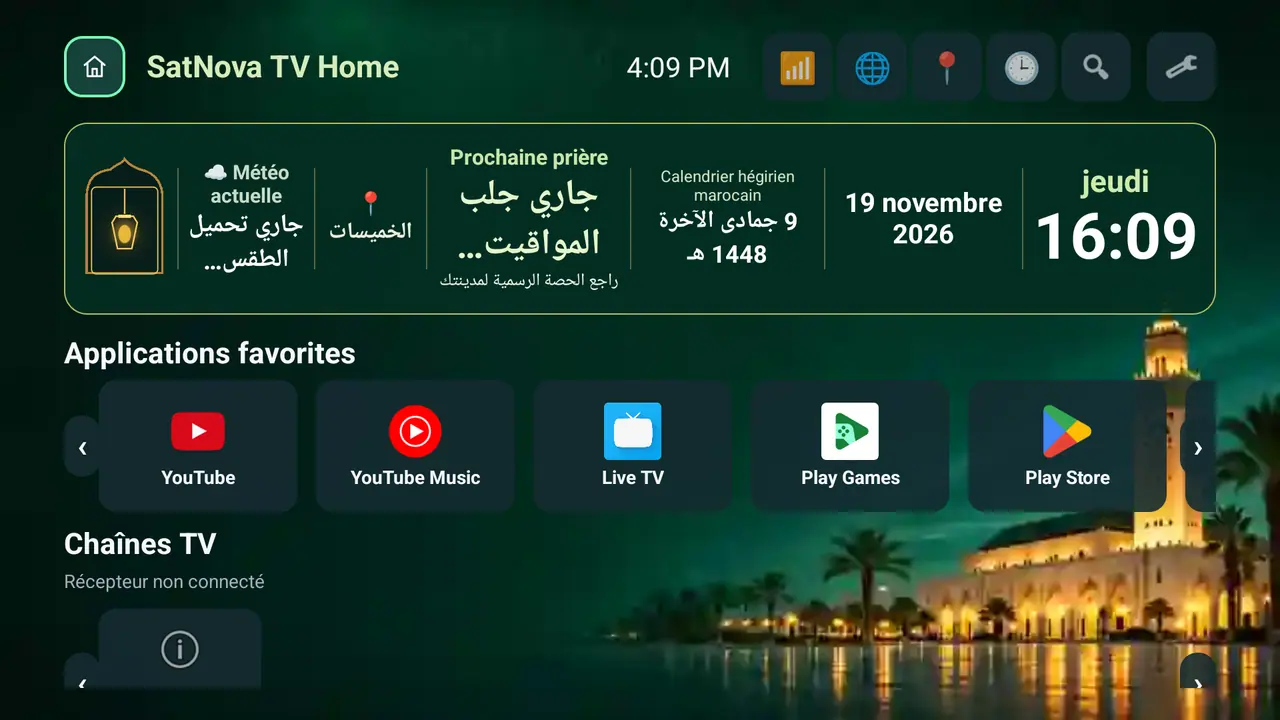 SatNova TV Home
4:09 PM
☁️ Météo
actuelle
جاري تحميل
الطقس...
الخميسات
Prochaine prière
جاري جلب
المواقيت...
راجع الحصة الرسمية لمدينتك
Calendrier hégirien
marocain
9 جمادى الآخرة
1448 هـ
19 novembre
2026
jeudi
16:09
Applications favorites
YouTube
YouTube Music
Live TV
Play Games
Play Store
Chaînes TV
Récepteur non connecté